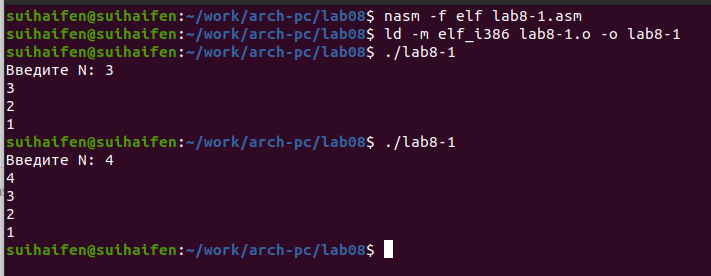 suihaifen@suihaifen:~/work/arch-pc/lab08$ nasm -f elf lab8-1.asm
suihaifen@suihaifen:~/work/arch-pc/lab08$ ld -m elf_i386 lab8-1.o -o lab8-1
suihaifen@suihaifen:~/work/arch-pc/lab08$ ./lab8-1
Введите N: 3
3
2
1
suihaifen@suihaifen:~/work/arch-pc/lab08$ ./lab8-1
Введите N: 4
4
3
2
1
suihaifen@suihaifen:~/work/arch-pc/lab08$